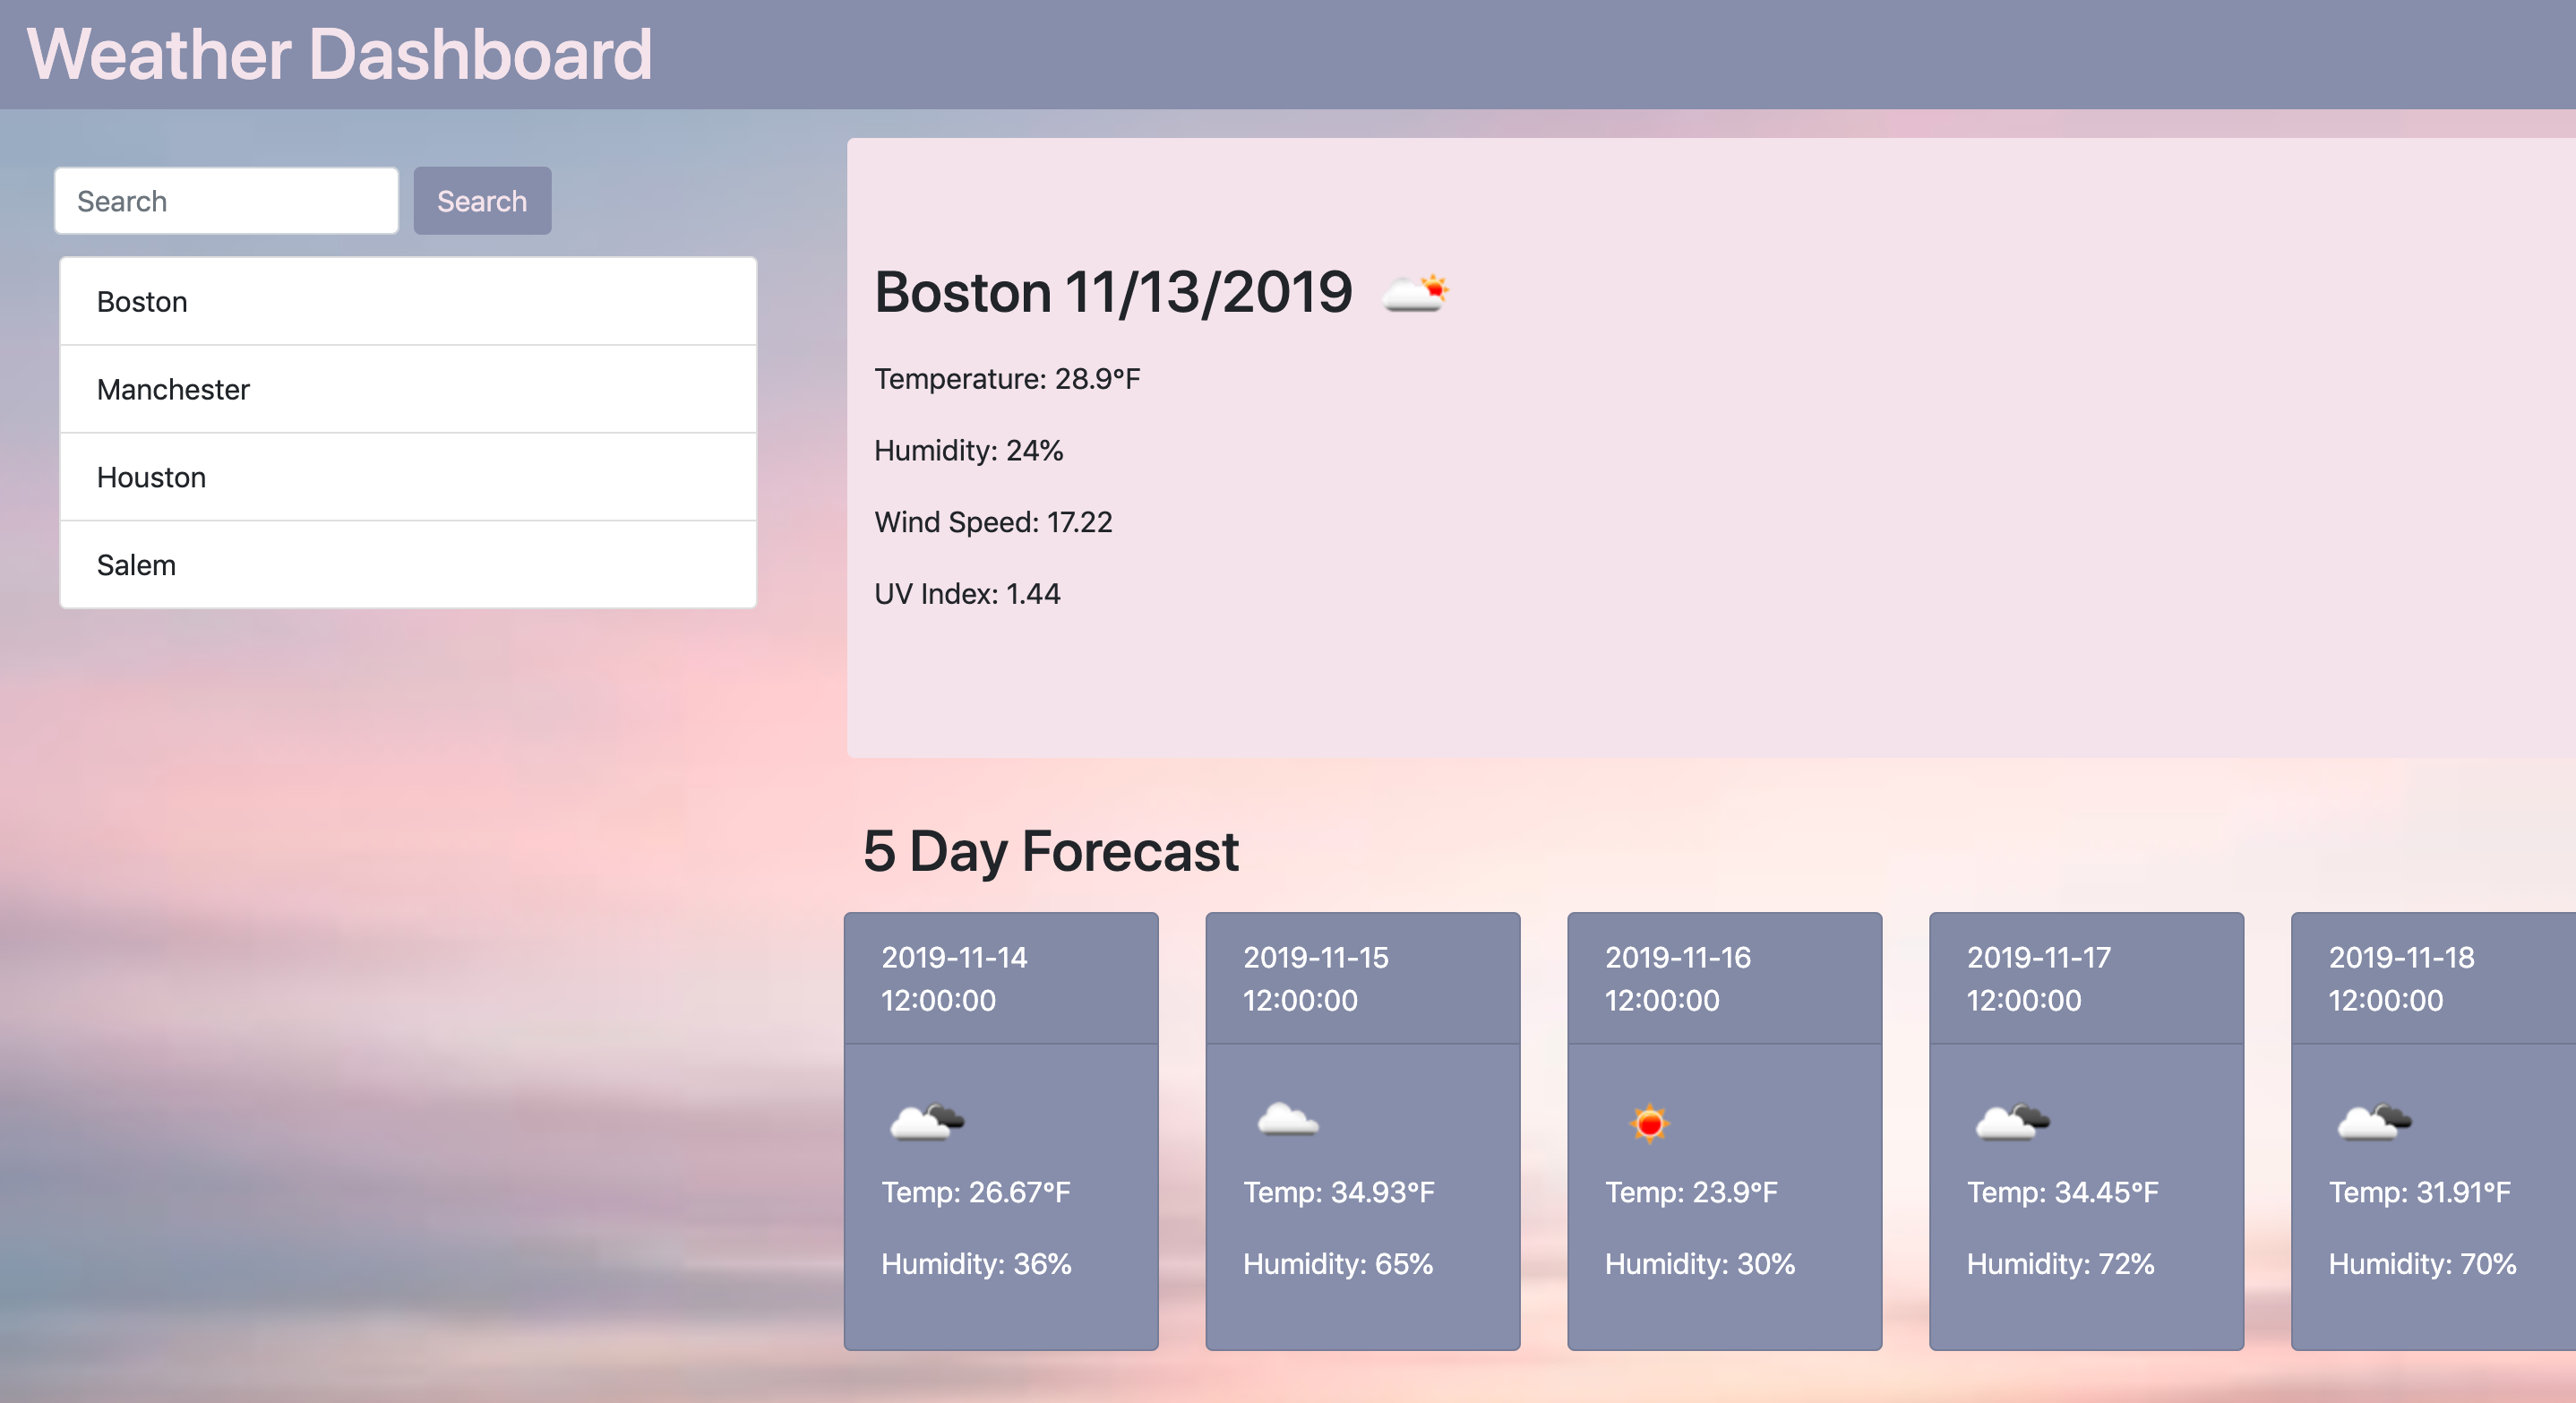 Weather Dashboard
Search
Search
Boston
Manchester
Houston
Salem
Boston 11/13/2019
Temperature: 28.9°F
Humidity: 24%
Wind Speed: 17.22
UV Index: 1.44
5 Day Forecast
2019-11-14
12:00:00
Temp: 26.67°F
Humidity: 36%
2019-11-15
12:00:00
Temp: 34.93°F
Humidity: 65%
2019-11-16
12:00:00
Temp: 23.9°F
Humidity: 30%
2019-11-17
12:00:00
Temp: 34.45°F
Humidity: 72%
2019-11-18
12:00:00
Temp: 31.91°F
Humidity: 70%